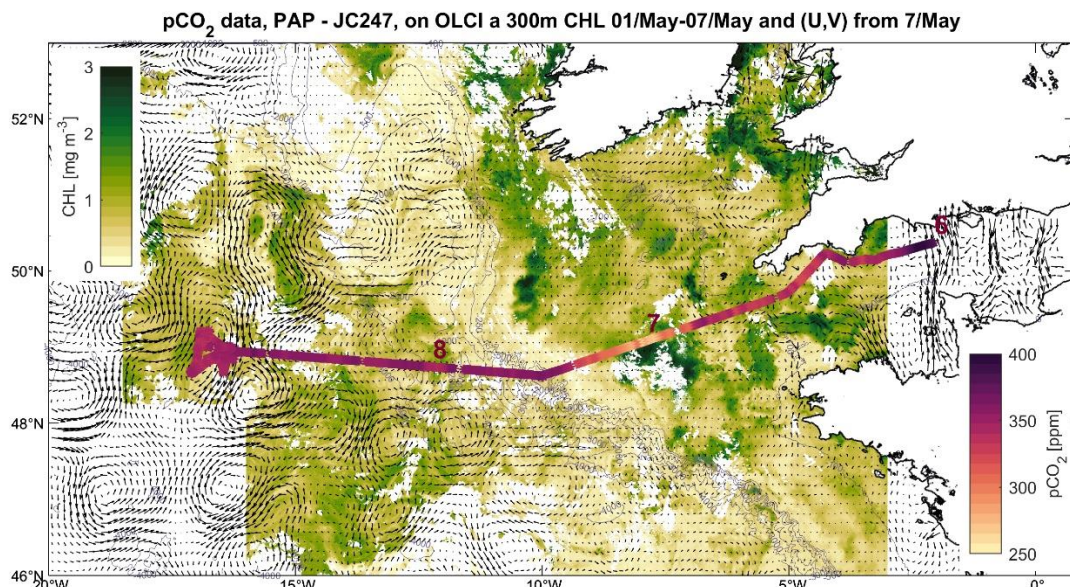 pCO2 data, PAP - JC247, on OLCI a 300m CHL 01/May-07/May and (U,V) from 7/May
3
2
1
0
CHL [mg m⁻³]
52°N
50°N
48°N
46°N
20°W
15°W
10°W
5°W
0°
6
7
8
400
350
300
250
pCO2 [ppm]